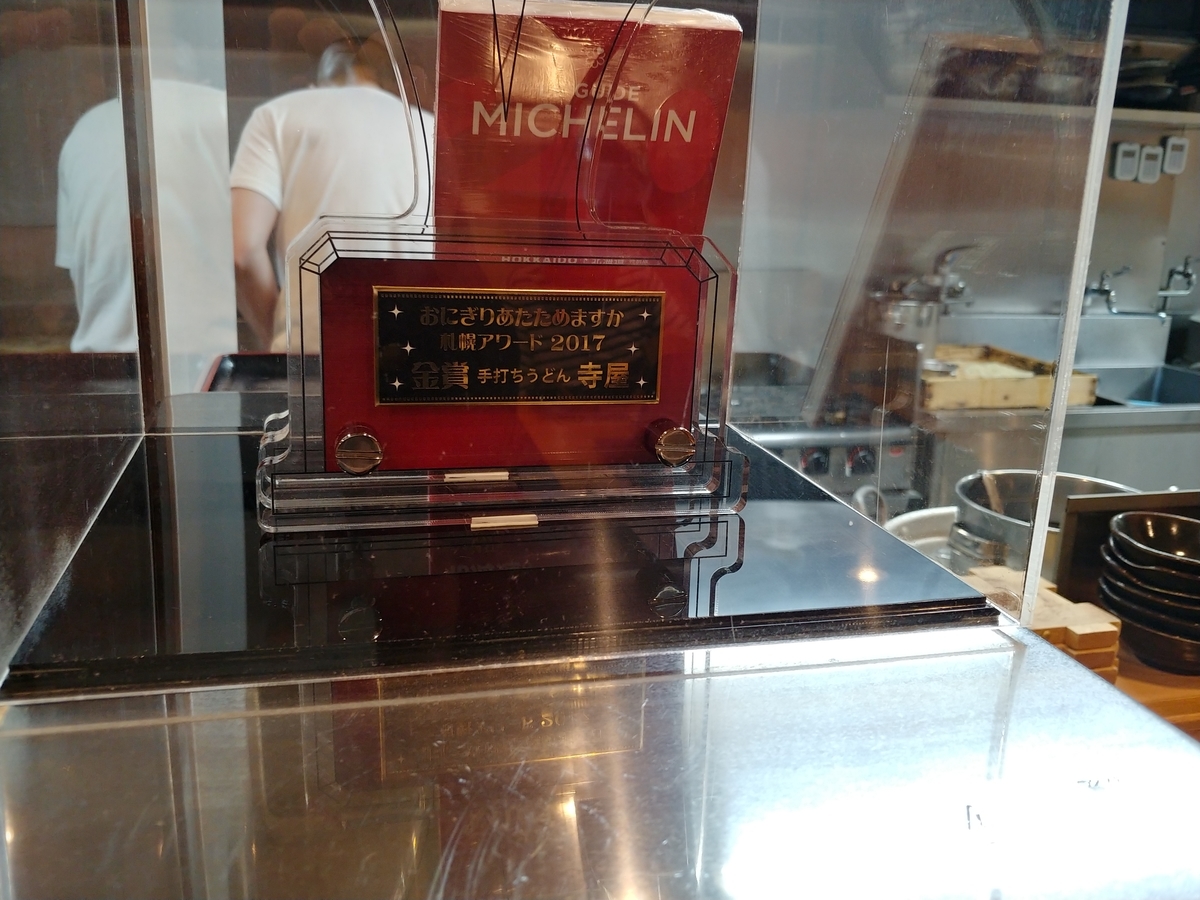 GUIDE
MICHELIN
HOKKAIDO
おにぎりあたためますか
札幌アワード 2017
金賞 手打ちうどん 寺屋